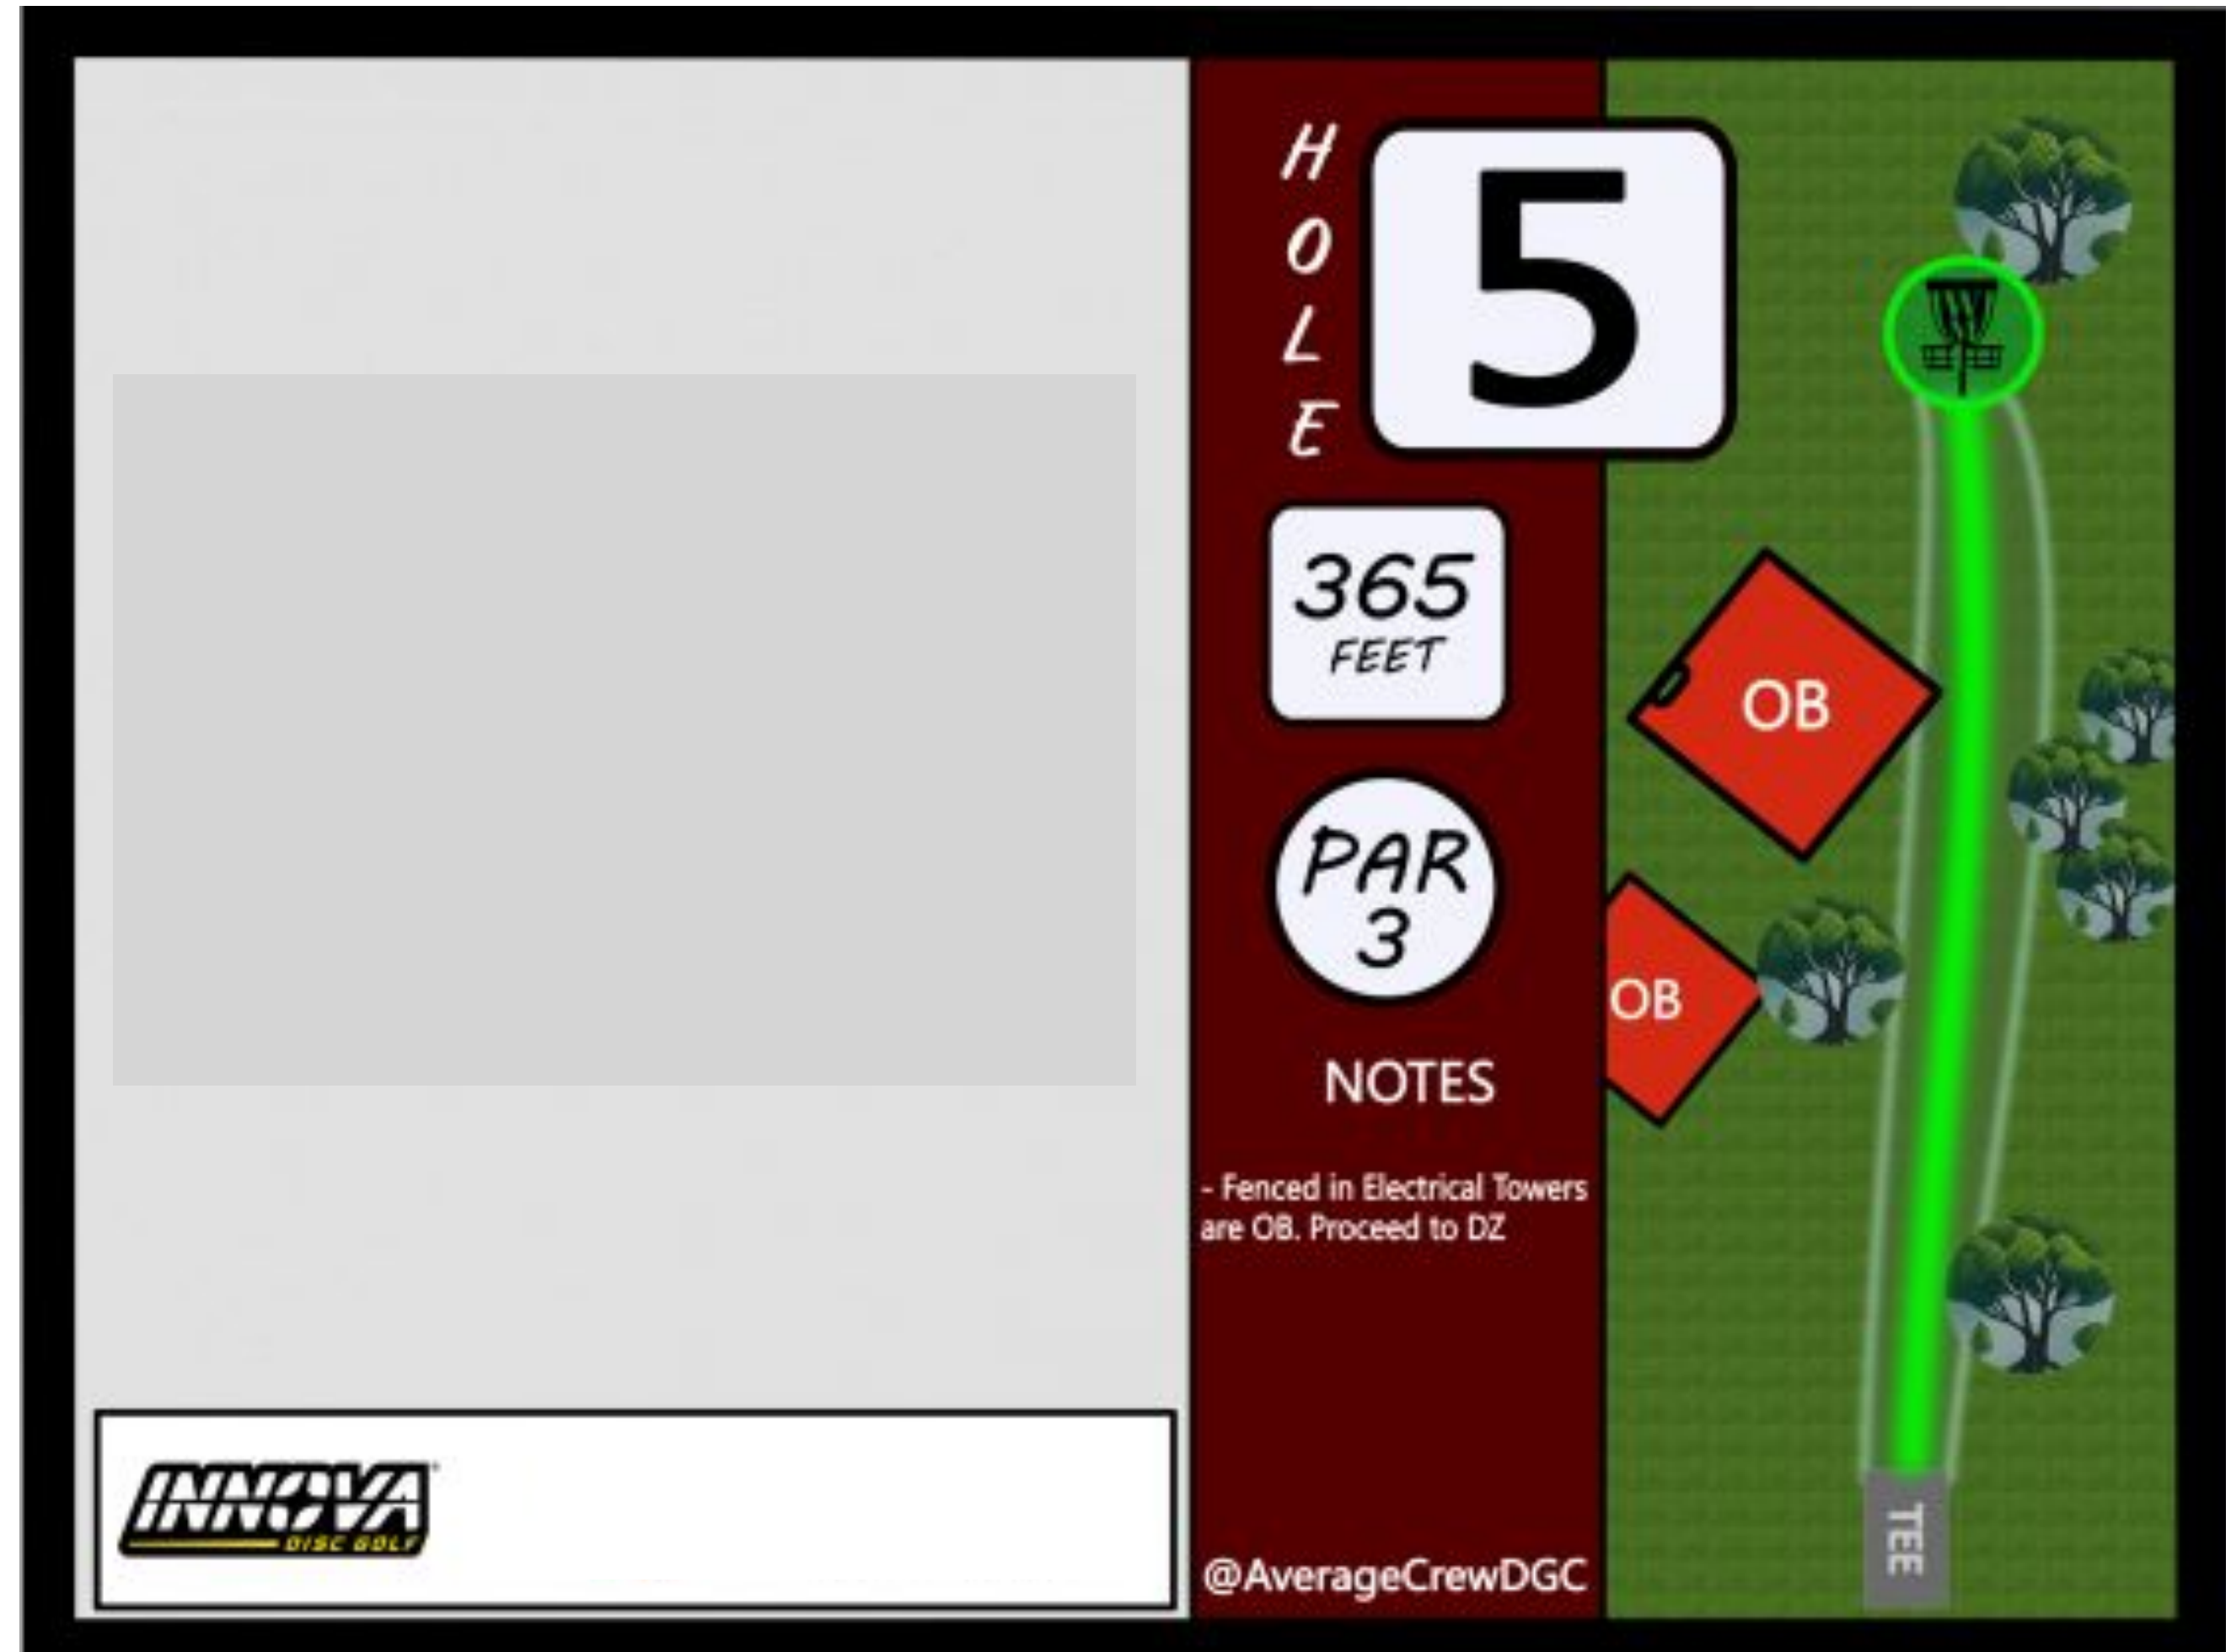 HOLE
5
365
FEET
PAR
3
NOTES
- Fenced in Electrical Towers
are OB. Proceed to DZ
@AverageCrewDGC
OB
OB
TEE
INNOVA
DISC GOLF